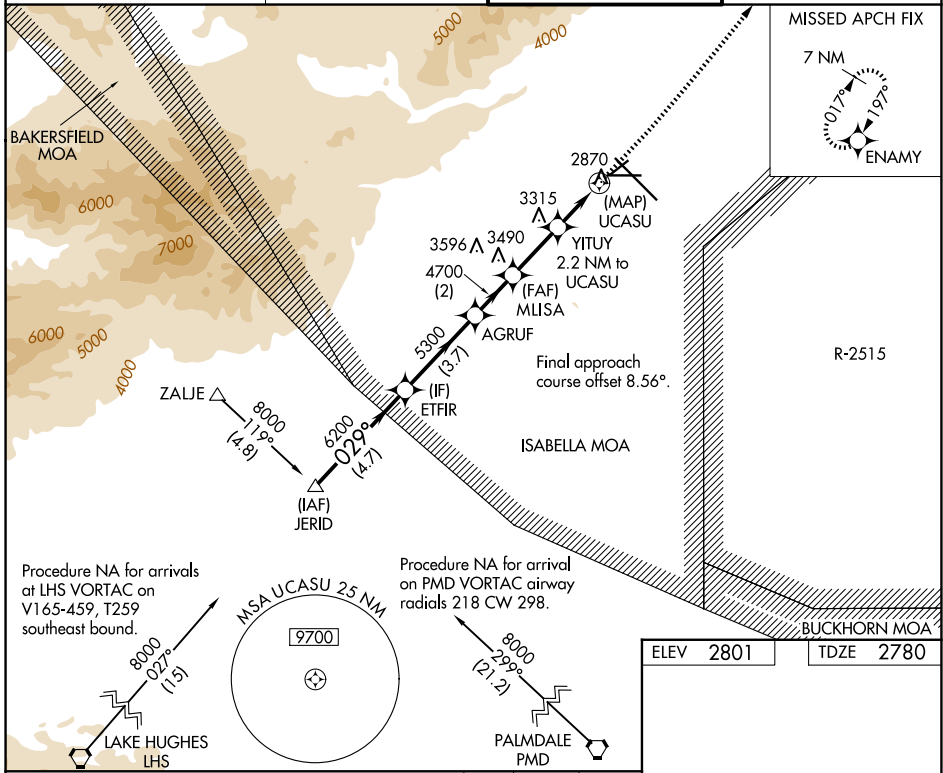 5000
4000
MISSED APCH FIX
7 NM
017°
197°
ENAMY
BAKERSFIELD
MOA
2870
(MAP)
UCASU
3315
YITUY
2.2 NM to
UCASU
6000
7000
3596
3490
4700
(2)
(FAF)
MLISA
AGRUF
5300
(3.7)
6000
5000
4000
Final approach
course offset 8.56°.
R-2515
ZALJE
8000
119°
(4.8)
(IF)
ETFIR
6200
029°
(4.7)
ISABELLA MOA
(IAF)
JERID
Procedure NA for arrivals
at LHS VORTAC on
V165-459, T259
southeast bound.
8000
027°
(15)
LAKE HUGHES
LHS
MSA UCASU 25 NM
9700
Procedure NA for arrival
on PMD VORTAC airway
radials 218 CW 298.
8000
299°
(21.2)
PALMDALE
PMD
BUCKHORN MOA
ELEV 2801
TDZE 2780